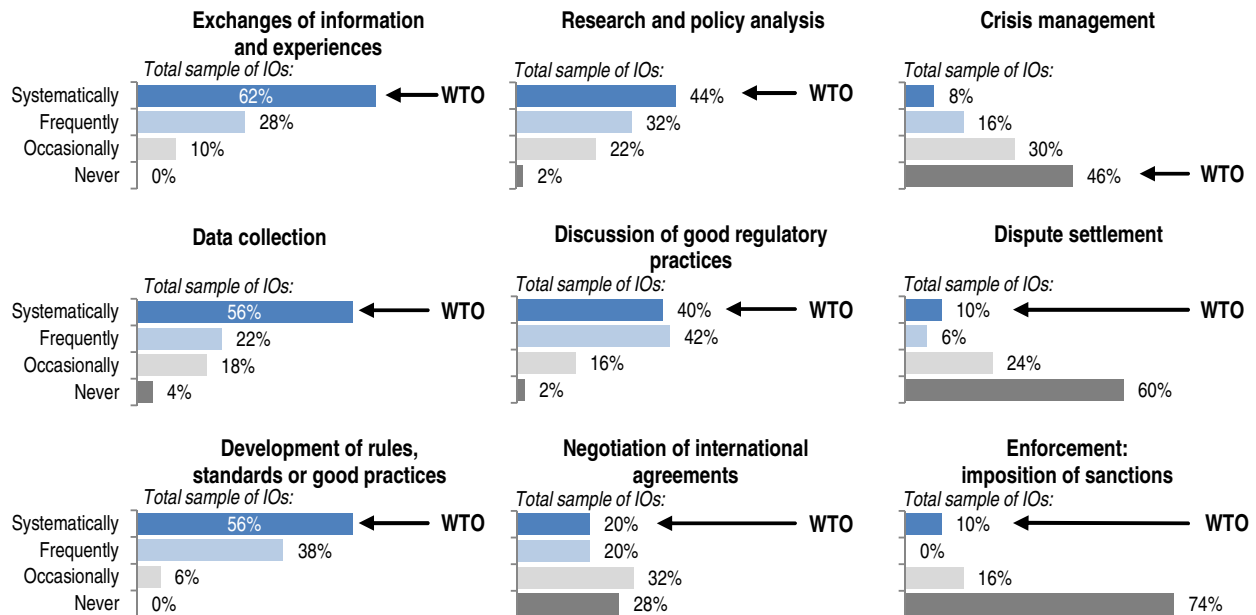 Exchanges of information
and experiences
Total sample of IOs:
Systematically 62% WTO
Frequently 28%
Occasionally 10%
Never 0%
Research and policy analysis
Total sample of IOs:
44% WTO
32%
22%
2%
Crisis management
Total sample of IOs:
8%
16%
30%
46% WTO
Data collection
Total sample of IOs:
Systematically 56% WTO
Frequently 22%
Occasionally 18%
Never 4%
Discussion of good regulatory
practices
Total sample of IOs:
40% WTO
42%
16%
2%
Dispute settlement
Total sample of IOs:
10% WTO
6%
24%
60%
Development of rules,
standards or good practices
Total sample of IOs:
Systematically 56% WTO
Frequently 38%
Occasionally 6%
Never 0%
Negotiation of international
agreements
Total sample of IOs:
20% WTO
20%
32%
28%
Enforcement:
imposition of sanctions
Total sample of IOs:
10% WTO
0%
16%
74%